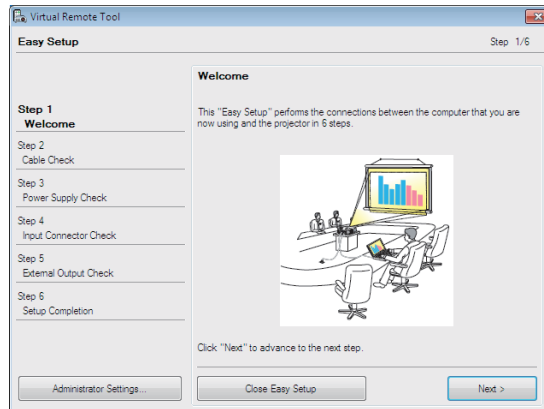 Virtual Remote Tool
Easy Setup
Step 1/6
Welcome
This "Easy Setup" perfoms the connections between the computer that you are
now using and the projector in 6 steps.
Step 1
Welcome
Step 2
Cable Check
Step 3
Power Supply Check
Step 4
Input Connector Check
Step 5
External Output Check
Step 6
Setup Completion
Click "Next" to advance to the next step.
Administrator Settings...
Close Easy Setup
Next >